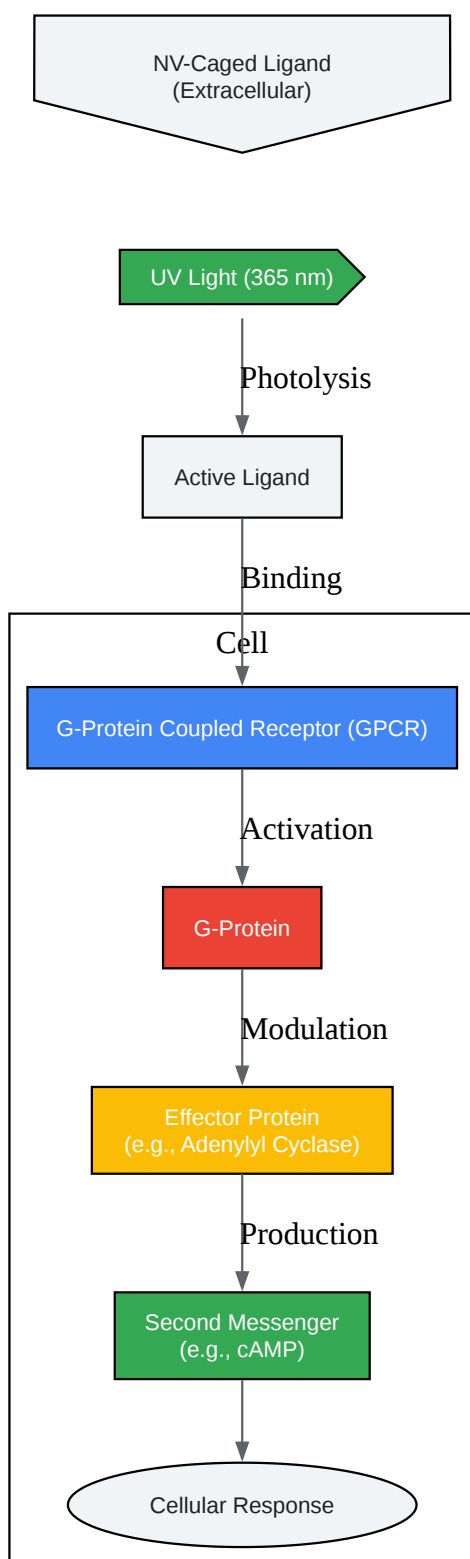 NV-Caged Ligand
(Extracellular)
UV Light (365 nm)
Photolysis
Active Ligand
Binding
Cell
G-Protein Coupled Receptor (GPCR)
Activation
G-Protein
Modulation
Effector Protein
(e.g., Adenylyl Cyclase)
Production
Second Messenger
(e.g., cAMP)
Cellular Response